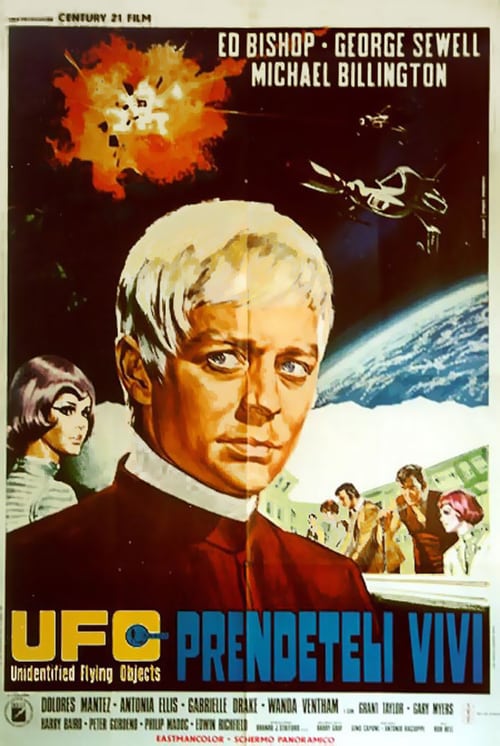 CENTURY 21 FILM
ED BISHOP · GEORGE SEWELL
MICHAEL BILLINGTON
UFO PRENDETELI VIVI
Unidentified Flying Objects
DOLORES MANTEZ - ANTONIA ELLIS - GABRIELLE DRAKE - WANDA VENTHAM GRANT TAYLOR - GARY MYERS
HARRY BAIRD - PETER GORDENO - PHILIP MADOC - EDWIN RICHFIELD
EASTMANCOLOR - SCHERMO PANORAMICO